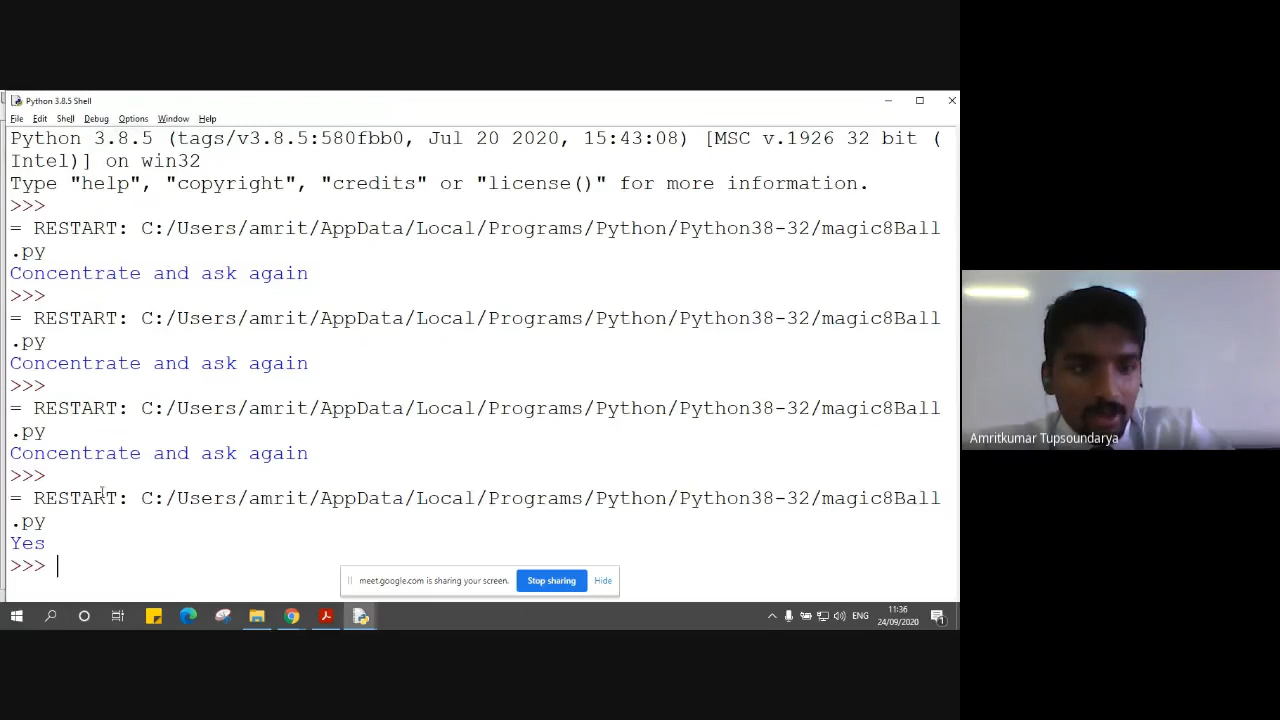 Python 3.8.5 Shell
File Edit Shell Debug Options Window Help
Python 3.8.5 (tags/v3.8.5:580fbb0, Jul 20 2020, 15:43:08) [MSC v.1926 32 bit (
Intel)] on win32
Type "help", "copyright", "credits" or "license()" for more information.
>>>
= RESTART: C:/Users/amrit/AppData/Local/Programs/Python/Python38-32/magic8Ball
.py
Concentrate and ask again
>>>
= RESTART: C:/Users/amrit/AppData/Local/Programs/Python/Python38-32/magic8Ball
.py
Concentrate and ask again
>>>
= RESTART: C:/Users/amrit/AppData/Local/Programs/Python/Python38-32/magic8Ball
.py
Concentrate and ask again
>>>
= RESTART: C:/Users/amrit/AppData/Local/Programs/Python/Python38-32/magic8Ball
.py
Yes
>>>
meet.google.com is sharing your screen. Stop sharing Hide
ENG
11:36
24/09/2020
1
Amritkumar Tupsoundarya